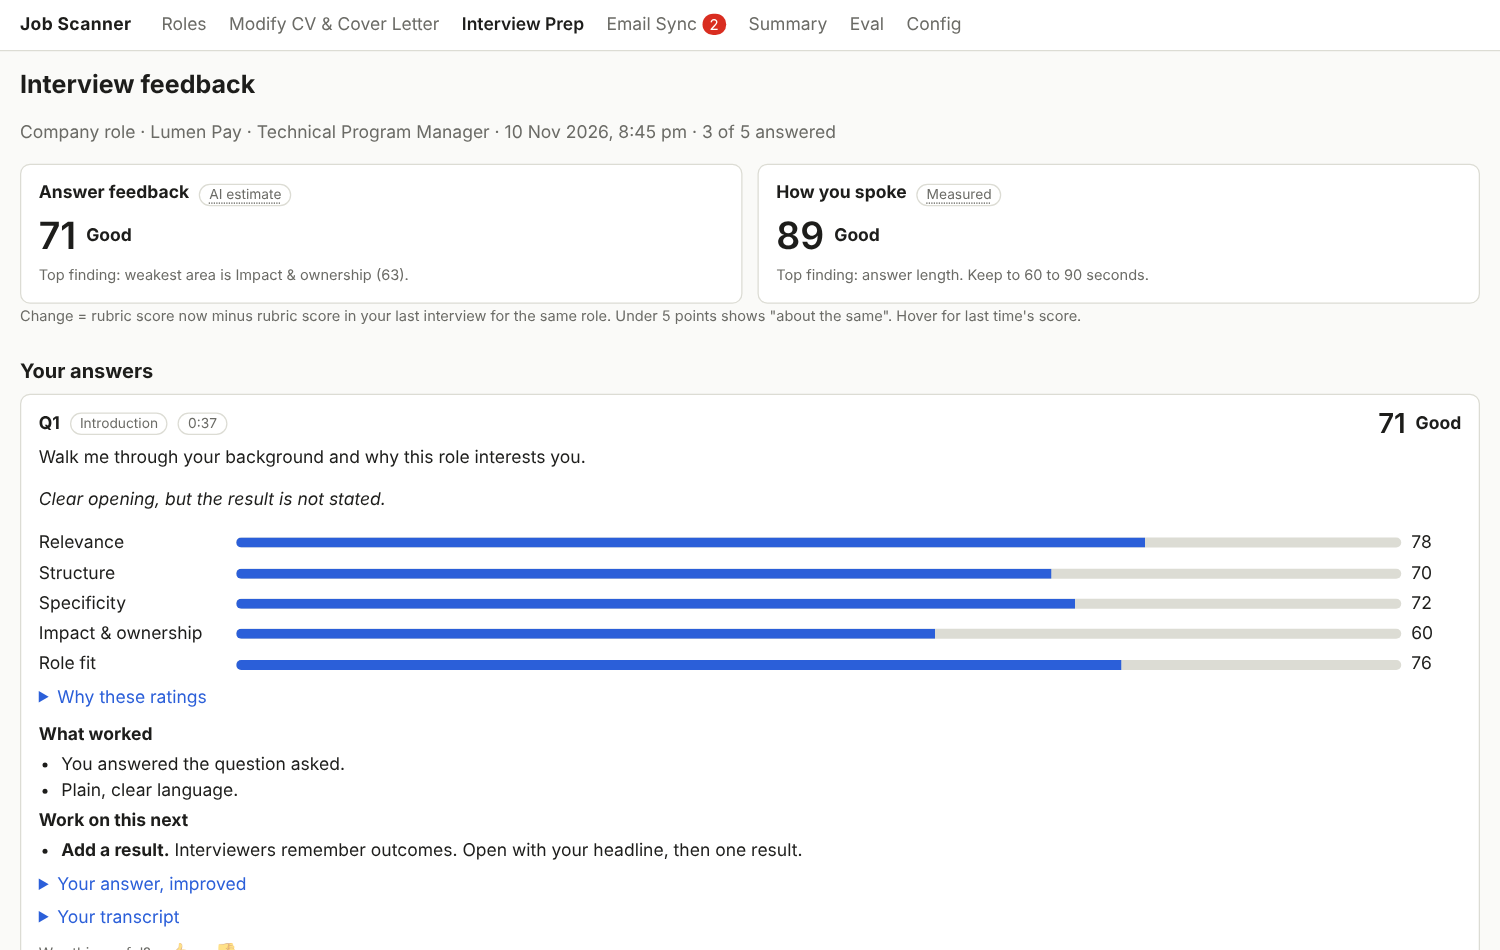 Job Scanner Roles Modify CV & Cover Letter Interview Prep Email Sync 2 Summary Eval Config
Interview feedback
Company role · Lumen Pay · Technical Program Manager · 10 Nov 2026, 8:45 pm · 3 of 5 answered
Answer feedback AI estimate
71 Good
Top finding: weakest area is Impact & ownership (63).
How you spoke Measured
89 Good
Top finding: answer length. Keep to 60 to 90 seconds.
Change = rubric score now minus rubric score in your last interview for the same role. Under 5 points shows "about the same". Hover for last time's score.
Your answers
Q1 Introduction 0:37 71 Good
Walk me through your background and why this role interests you.
Clear opening, but the result is not stated.
Relevance 78
Structure 70
Specificity 72
Impact & ownership 60
Role fit 76
Why these ratings
What worked
• You answered the question asked.
• Plain, clear language.
Work on this next
• Add a result. Interviewers remember outcomes. Open with your headline, then one result.
Your answer, improved
Your transcript